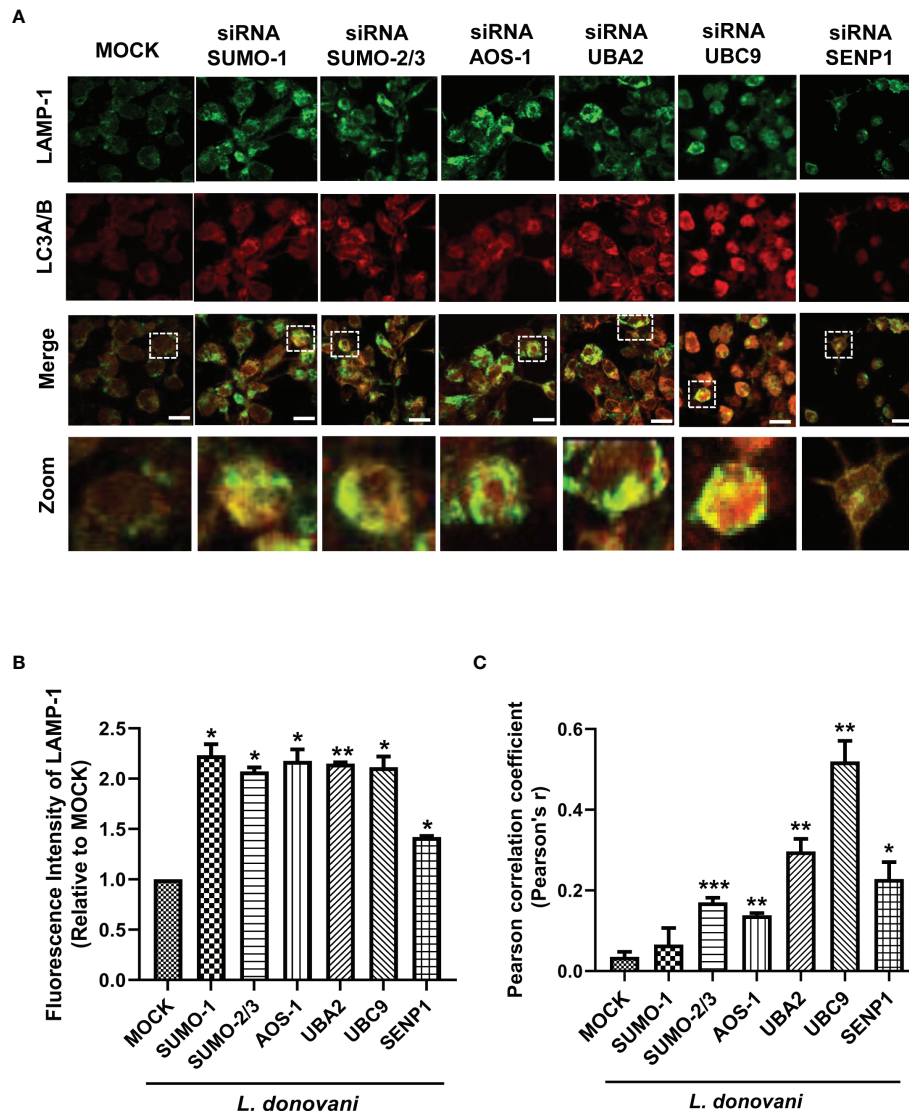 A
MOCK
siRNA
SUMO-1
siRNA
SUMO-2/3
siRNA
AOS-1
siRNA
UBA2
siRNA
UBC9
siRNA
SENP1
LAMP-1
LC3A/B
Merge
Zoom
B
Fluorescence Intensity of LAMP-1
(Relative to MOCK)
2.5
2.0
1.5
1.0
0.5
0.0
*
*
*
**
*
*
MOCK
SUMO-1
SUMO-2/3
AOS-1
UBA2
UBC9
SENP1
L. donovani
C
Pearson correlation coefficient
(Pearson's r)
0.6
0.4
0.2
0.0
***
**
**
**
*
MOCK
SUMO-1
SUMO-2/3
AOS-1
UBA2
UBC9
SENP1
L. donovani